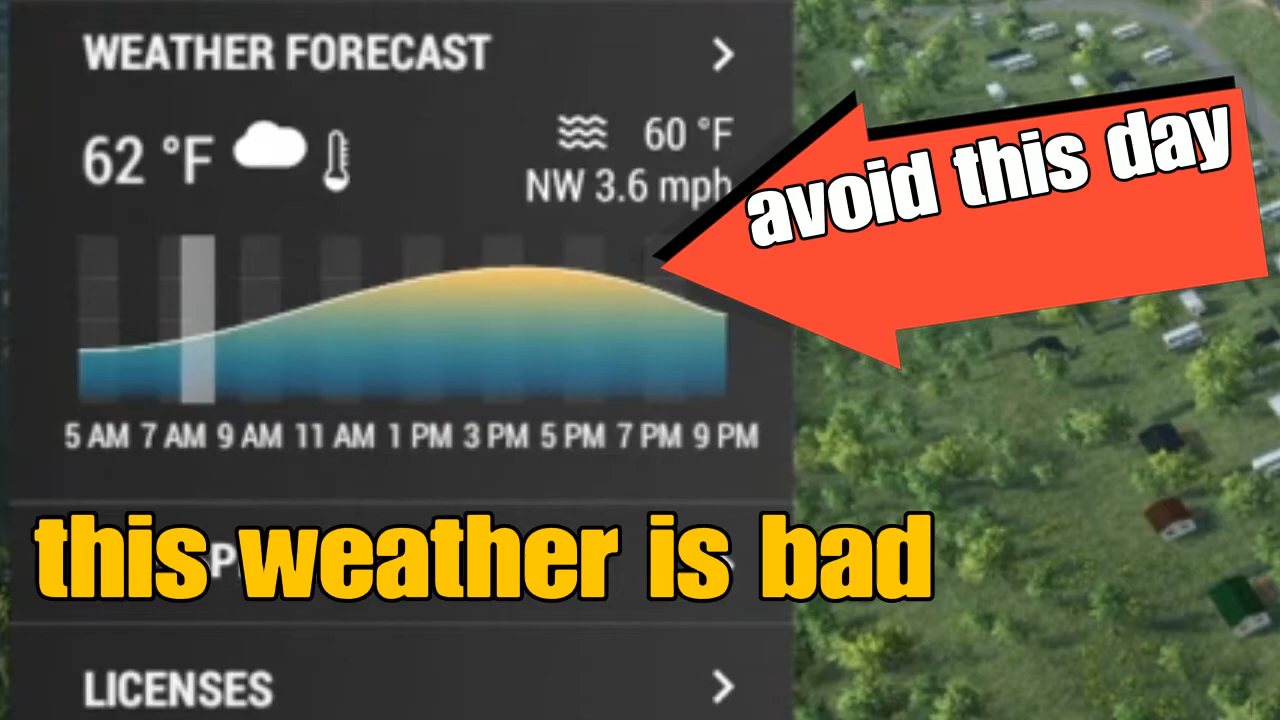 WEATHER FORECAST
62 °F
60 °F
NW 3.6 mph
avoid this day
5 AM 7 AM 9 AM 11 AM 1 PM 3 PM 5 PM 7 PM 9 PM
this weather is bad
LICENSES